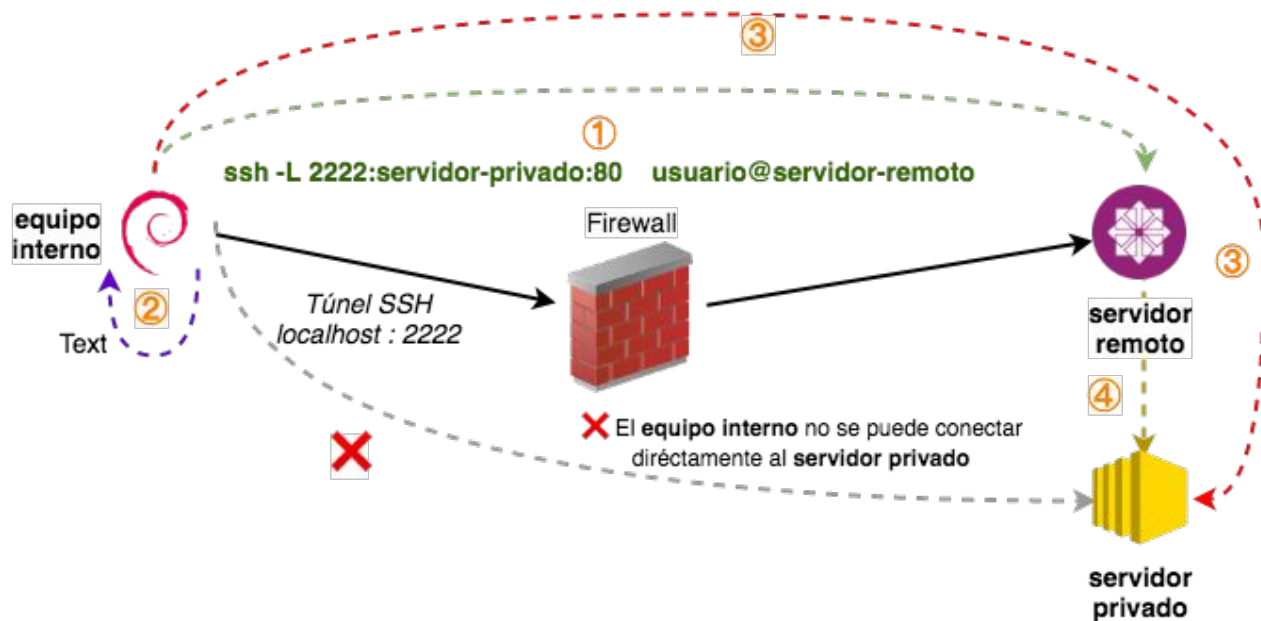 ③
①
ssh -L 2222:servidor-privado:80 usuario@servidor-remoto
equipo
interno
Firewall
②
Text
Túnel SSH
localhost : 2222
③
servidor
remoto
④
El equipo interno no se puede conectar
diréctamente al servidor privado
servidor
privado